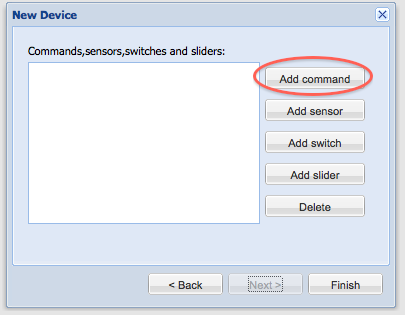 New Device
Commands,sensors,switches and sliders:
Add command
Add sensor
Add switch
Add slider
Delete
< Back
Next >
Finish